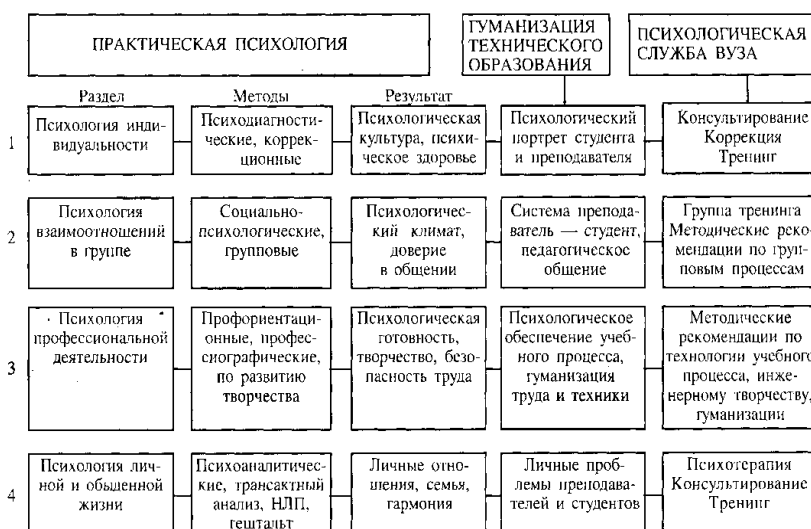 ПРАКТИЧЕСКАЯ ПСИХОЛОГИЯ
ГУМАНИЗАЦИЯ
ТЕХНИЧЕСКОГО
ОБРАЗОВАНИЯ
ПСИХОЛОГИЧЕСКАЯ
СЛУЖБА ВУЗА
Раздел
Методы
Результат
1
Психология инди-
видуальности
Психодиагности-
ческие, коррек-
ционные
Психологическая
культура, психи-
ческое здоровье
Психологический
портрет студента
и преподавателя
Консультирование
Коррекция
Тренинг
2
Психология
взаимоотношений
в группе
Социально-
психологические,
групповые
Психологичес-
кий климат,
доверие
в общении
Система препода-
ватель — студент,
педагогическое
общение
Группа тренинга
Методические реко-
мендации по груп-
повым процессам
3
Психология
профессиональной
деятельности
Профориентаци-
онные, профес-
сиографические,
по развитию
творчества
Психологическая
готовность,
творчество, безо-
пасность труда
Психологическое
обеспечение учеб-
ного процесса,
гуманизация
труда и техники
Методические
рекомендации по
технологии учебного
процесса, инже-
нерному творчеству,
гуманизации
4
Психология лич-
ной и обыденной
жизни
Психоаналитичес-
кие, трансактный
анализ, НЛП,
гештальт
Личные отно-
шения, семья,
гармония
Личные проб-
лемы преподава-
телей и студентов
Психотерапия
Консультирование
Тренинг